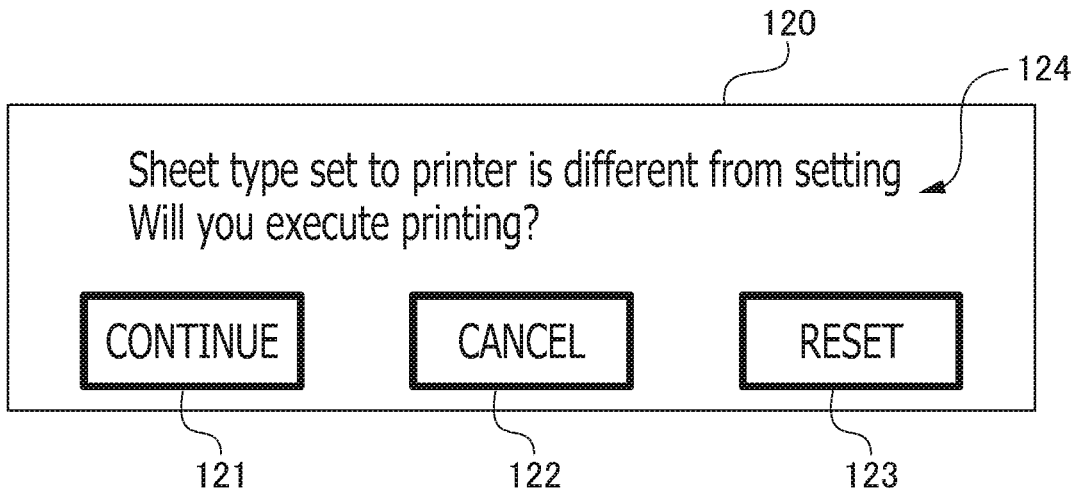 120
124
Sheet type set to printer is different from setting
Will you execute printing?
CONTINUE
CANCEL
RESET
121
122
123